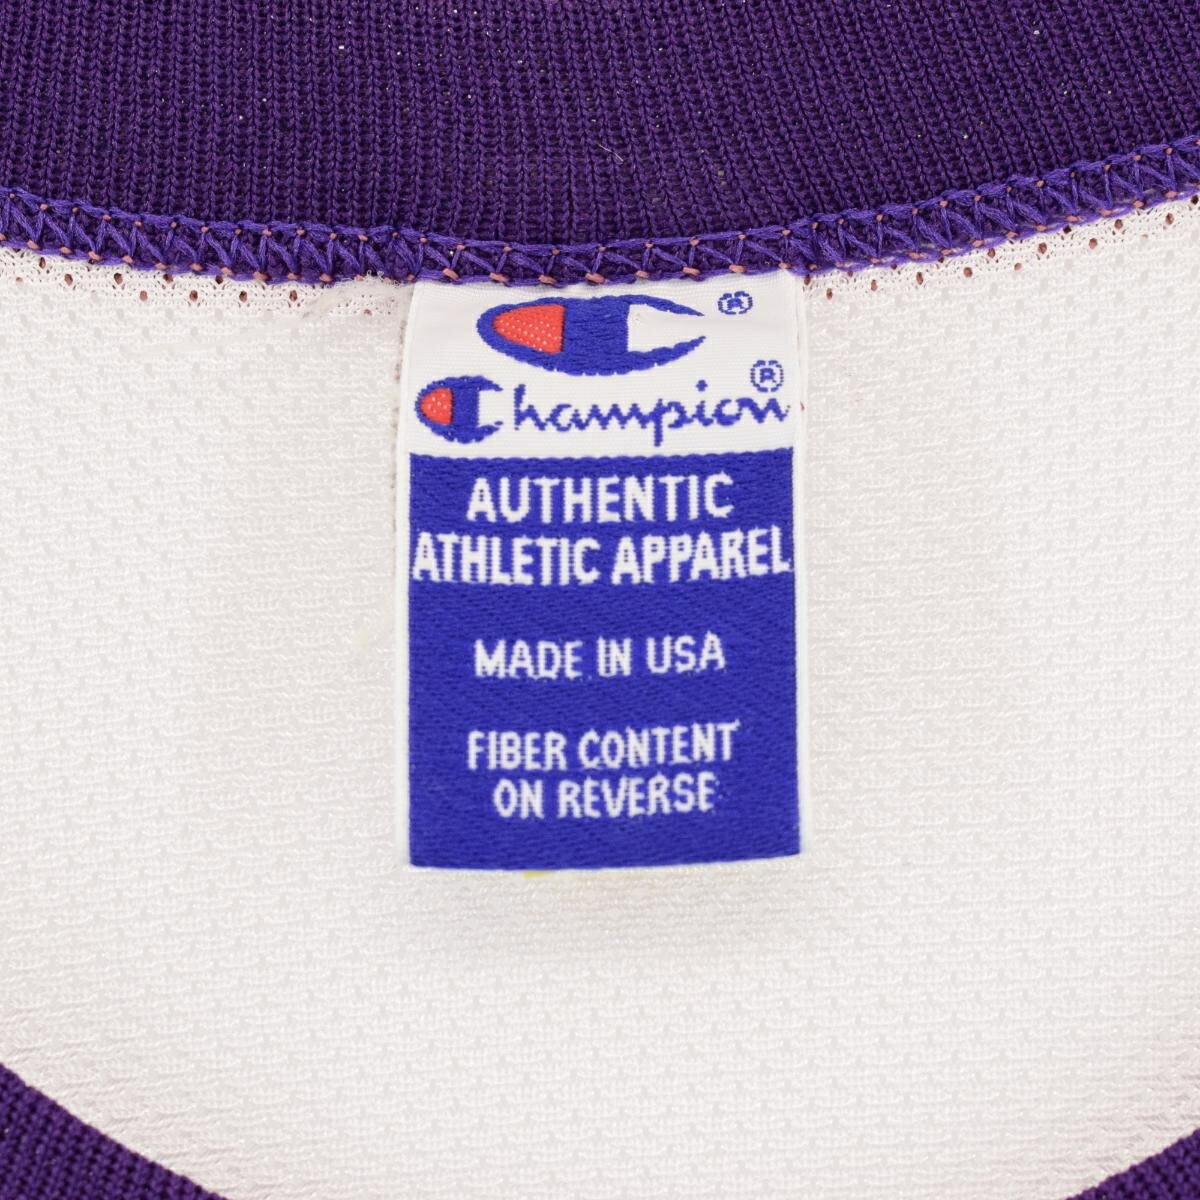 ®
Champion®
AUTHENTIC
ATHLETIC APPAREL
MADE IN USA
FIBER CONTENT
ON REVERSE